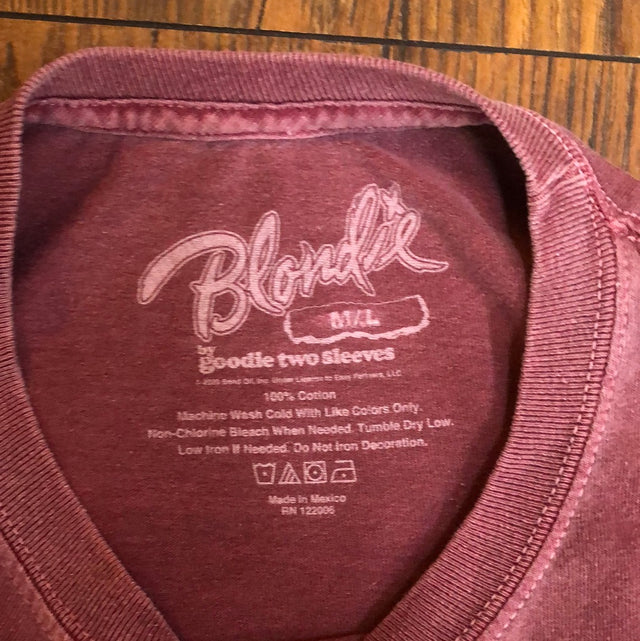 Blondie
M/L
by
goodie two sleeves
100% Cotton
Machine Wash Cold With Like Colors Only.
Non-Chlorine Bleach When Needed. Tumble Dry Low.
Low Iron If Needed. Do Not Iron Decoration.
Made in Mexico
RN 122006